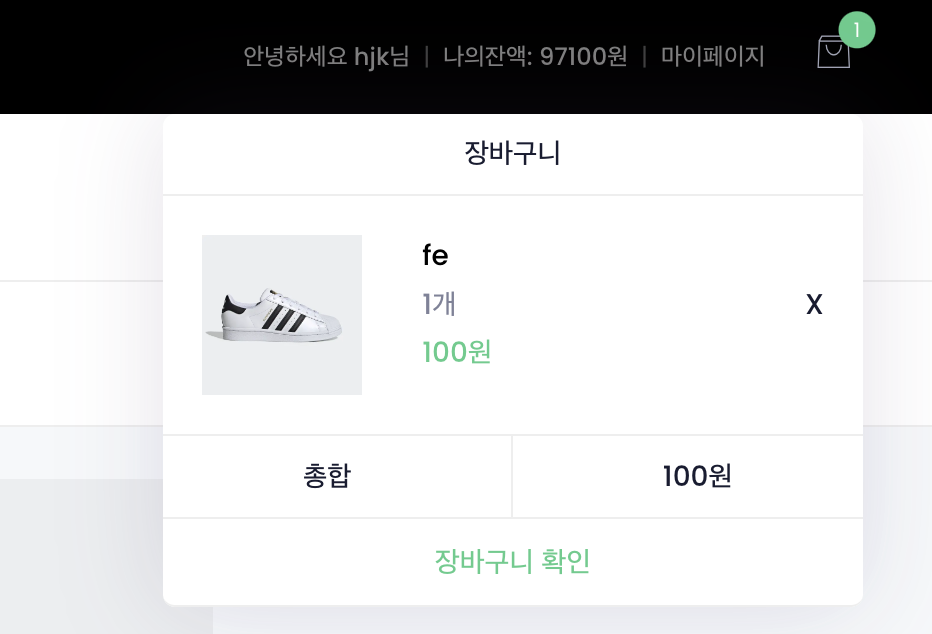 안녕하세요 hjk님 | 나의잔액: 97100원 | 마이페이지
1
장바구니
fe
1개
X
100원
총합
100원
장바구니 확인